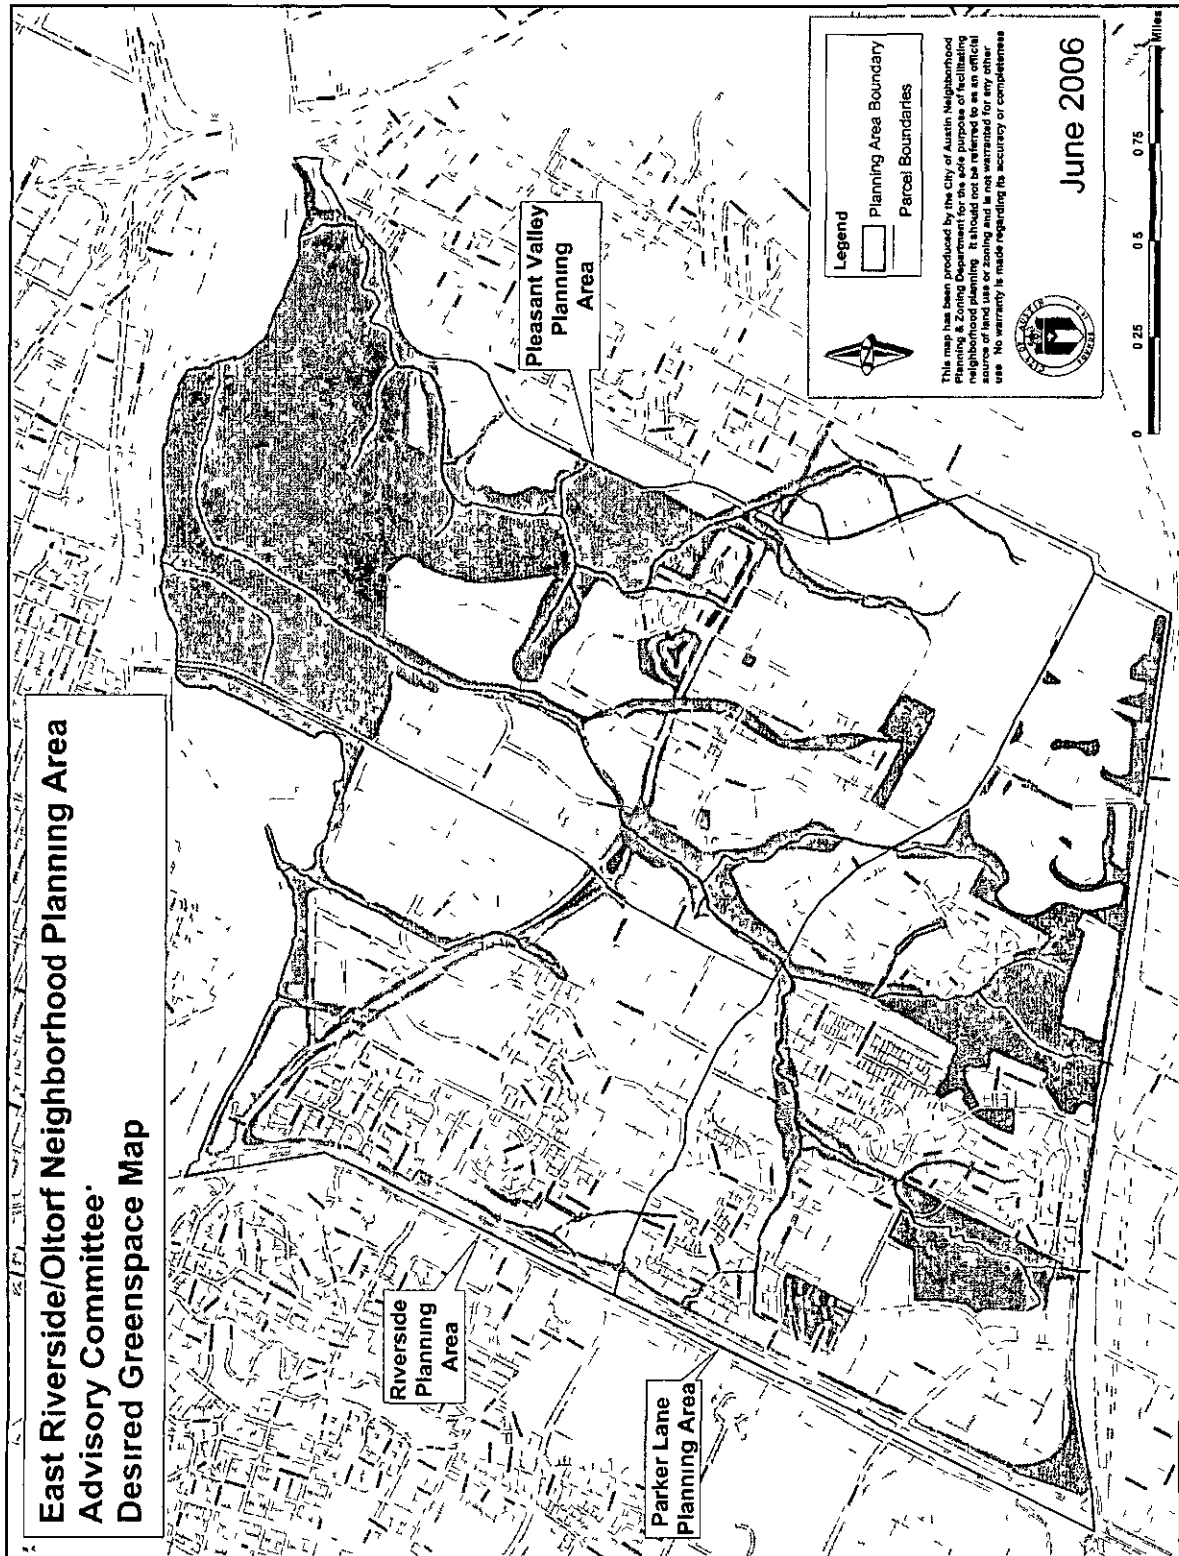 East Riverside/Oltorf Neighborhood Planning Area
Advisory Committee'
Desired Greenspace Map
Riverside
Planning
Area
Parker Lane
Planning Area
Pleasant Valley
Planning
Area
Legend
Planning Area Boundary
Parcel Boundaries
This map has been produced by the City of Austin Neighborhood
Planning & Zoning Department for the sole purpose of facilitating
neighborhood planning It should not be referred to as an official
source of land use or zoning and is not warranted for any other
use No warranty is made regarding its accuracy or completeness
June 2006
N
CITY OF AUSTIN
0 0 25 0 5 0 75 1
Miles